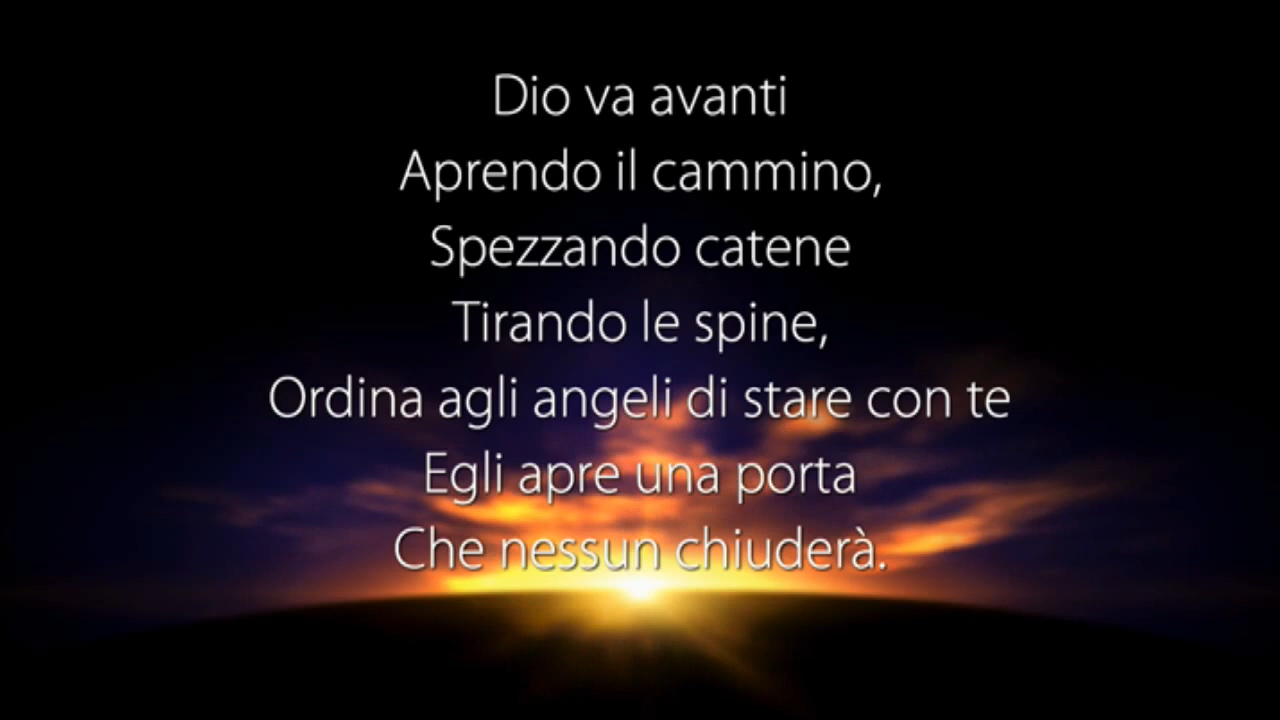 Dio va avanti
Aprendo il cammino,
Spezzando catene
Tirando le spine,
Ordina agli angeli di stare con te
Egli apre una porta
Che nessun chiuderà.